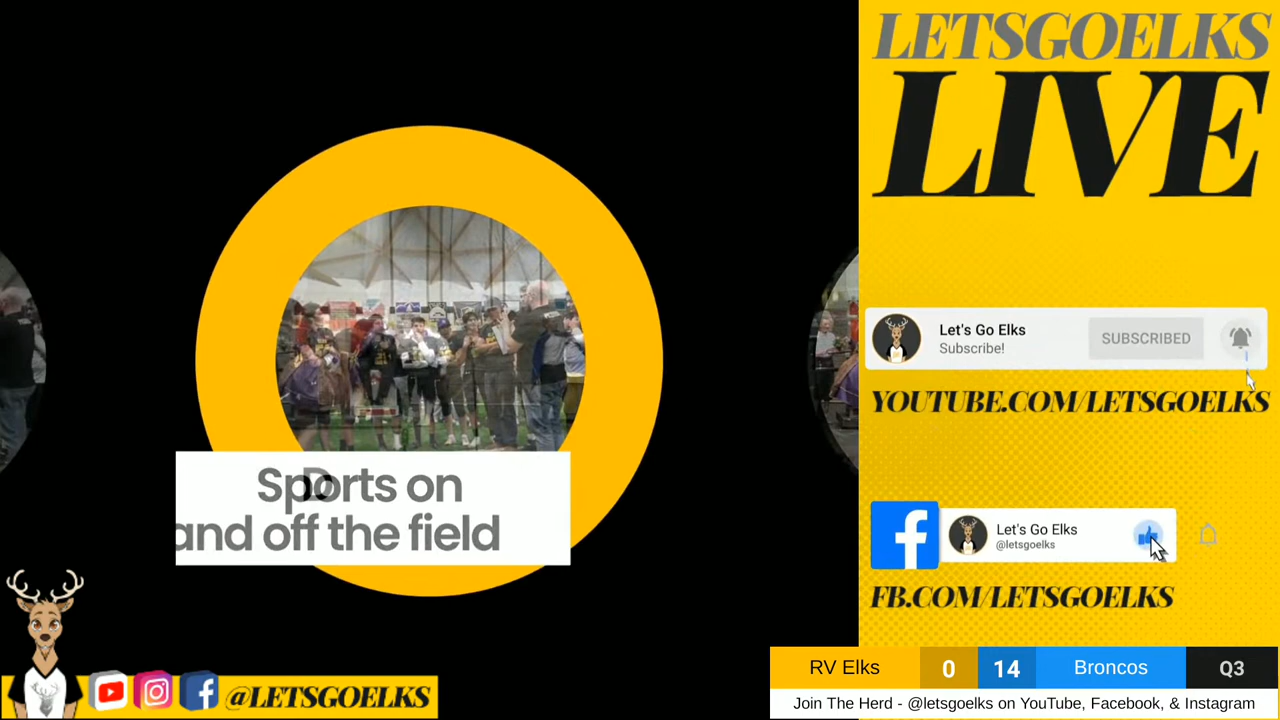 LETSGOELKS
LIVE
Let's Go Elks
Subscribe!
SUBSCRIBED
YOUTUBE.COM/LETSGOELKS
Let's Go Elks
@letsgoelks
FB.COM/LETSGOELKS
Sports on
and off the field
@LETSGOELKS
RV Elks 0 14 Broncos Q3
Join The Herd - @letsgoelks on YouTube, Facebook, & Instagram